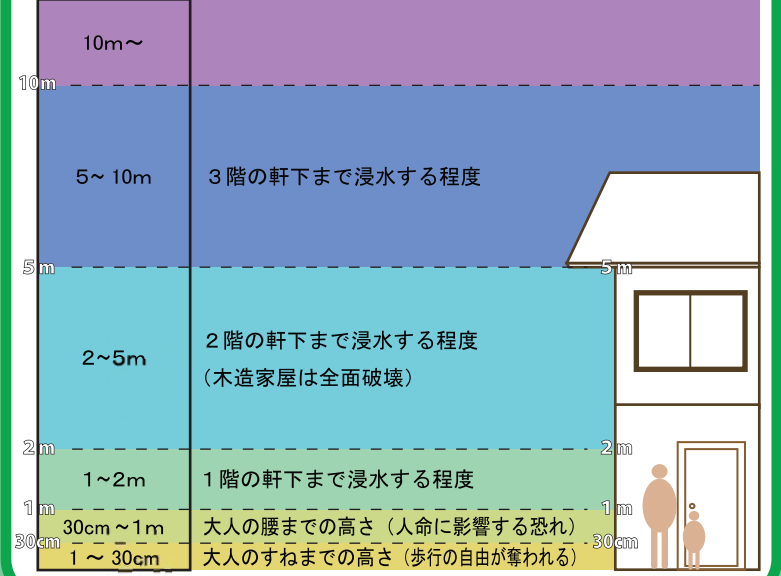 10m～
10m
5～10m
３階の軒下まで浸水する程度
5m
5m
2～5m
２階の軒下まで浸水する程度
（木造家屋は全面破壊）
2m
2m
1～2m
１階の軒下まで浸水する程度
1m
1m
30cm～1m
大人の腰までの高さ（人命に影響する恐れ）
30cm
30cm
1～30cm
大人のすねまでの高さ（歩行の自由が奪われる）